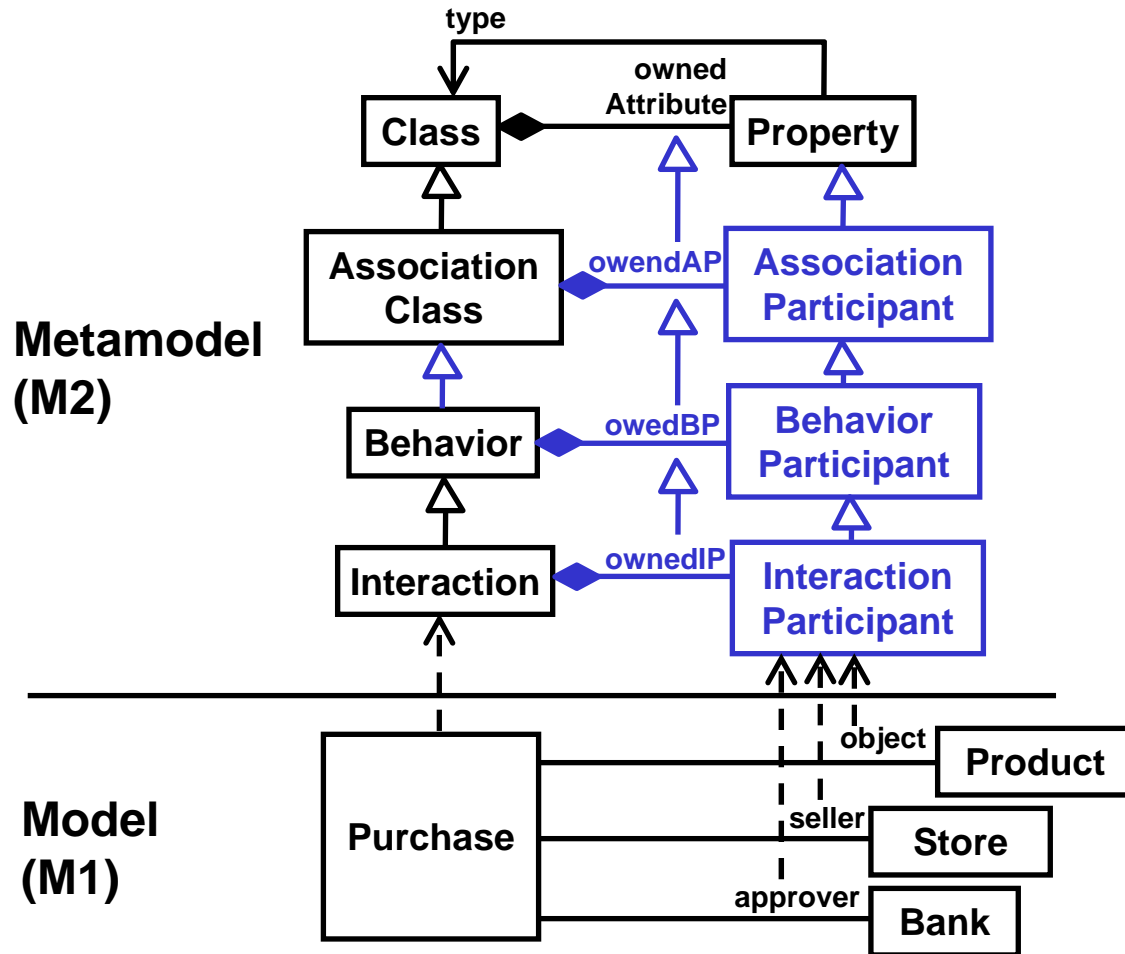 type
owned
Attribute
Class
Property
owendAP
Association
Class
Association
Participant
Metamodel
(M2)
Behavior
owedBP
Behavior
Participant
Interaction
ownedIP
Interaction
Participant
object
Product
Model
(M1)
Purchase
seller
Store
approver
Bank